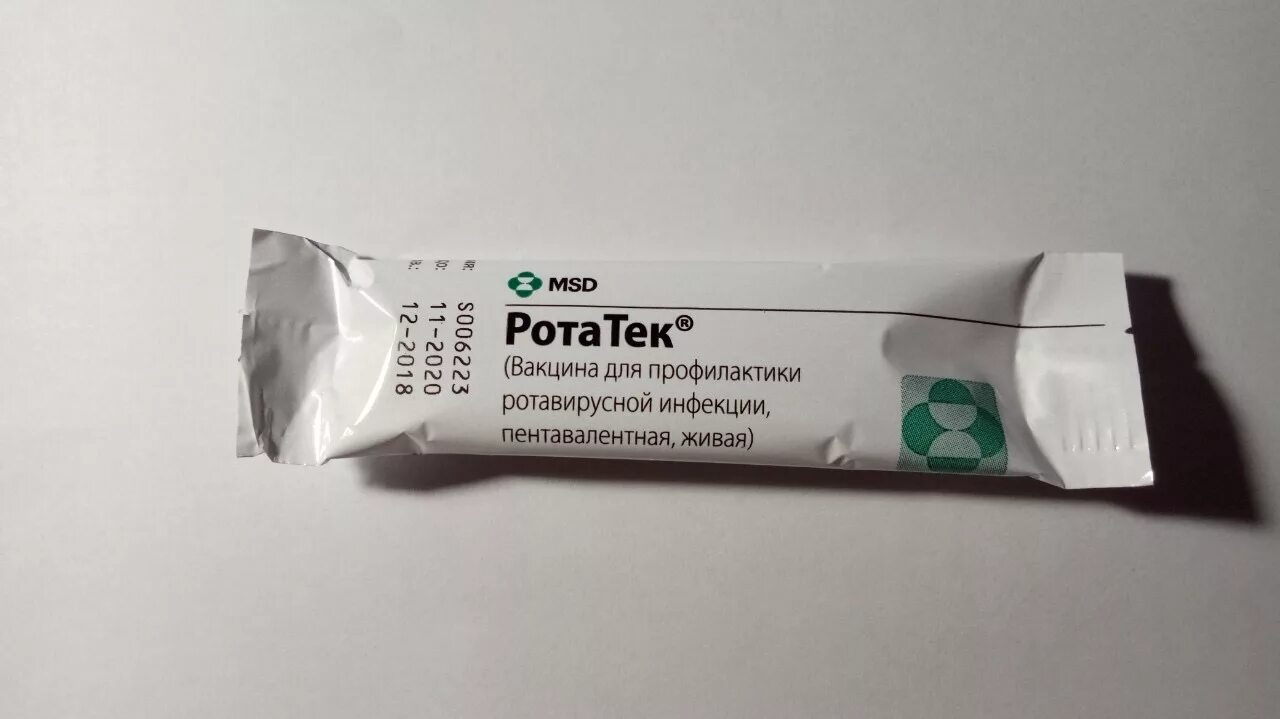 S006223
11-2020
12-2018
MSD
РотаТек®
(Вакцина для профилактики
ротавирусной инфекции,
пентавалентная, живая)